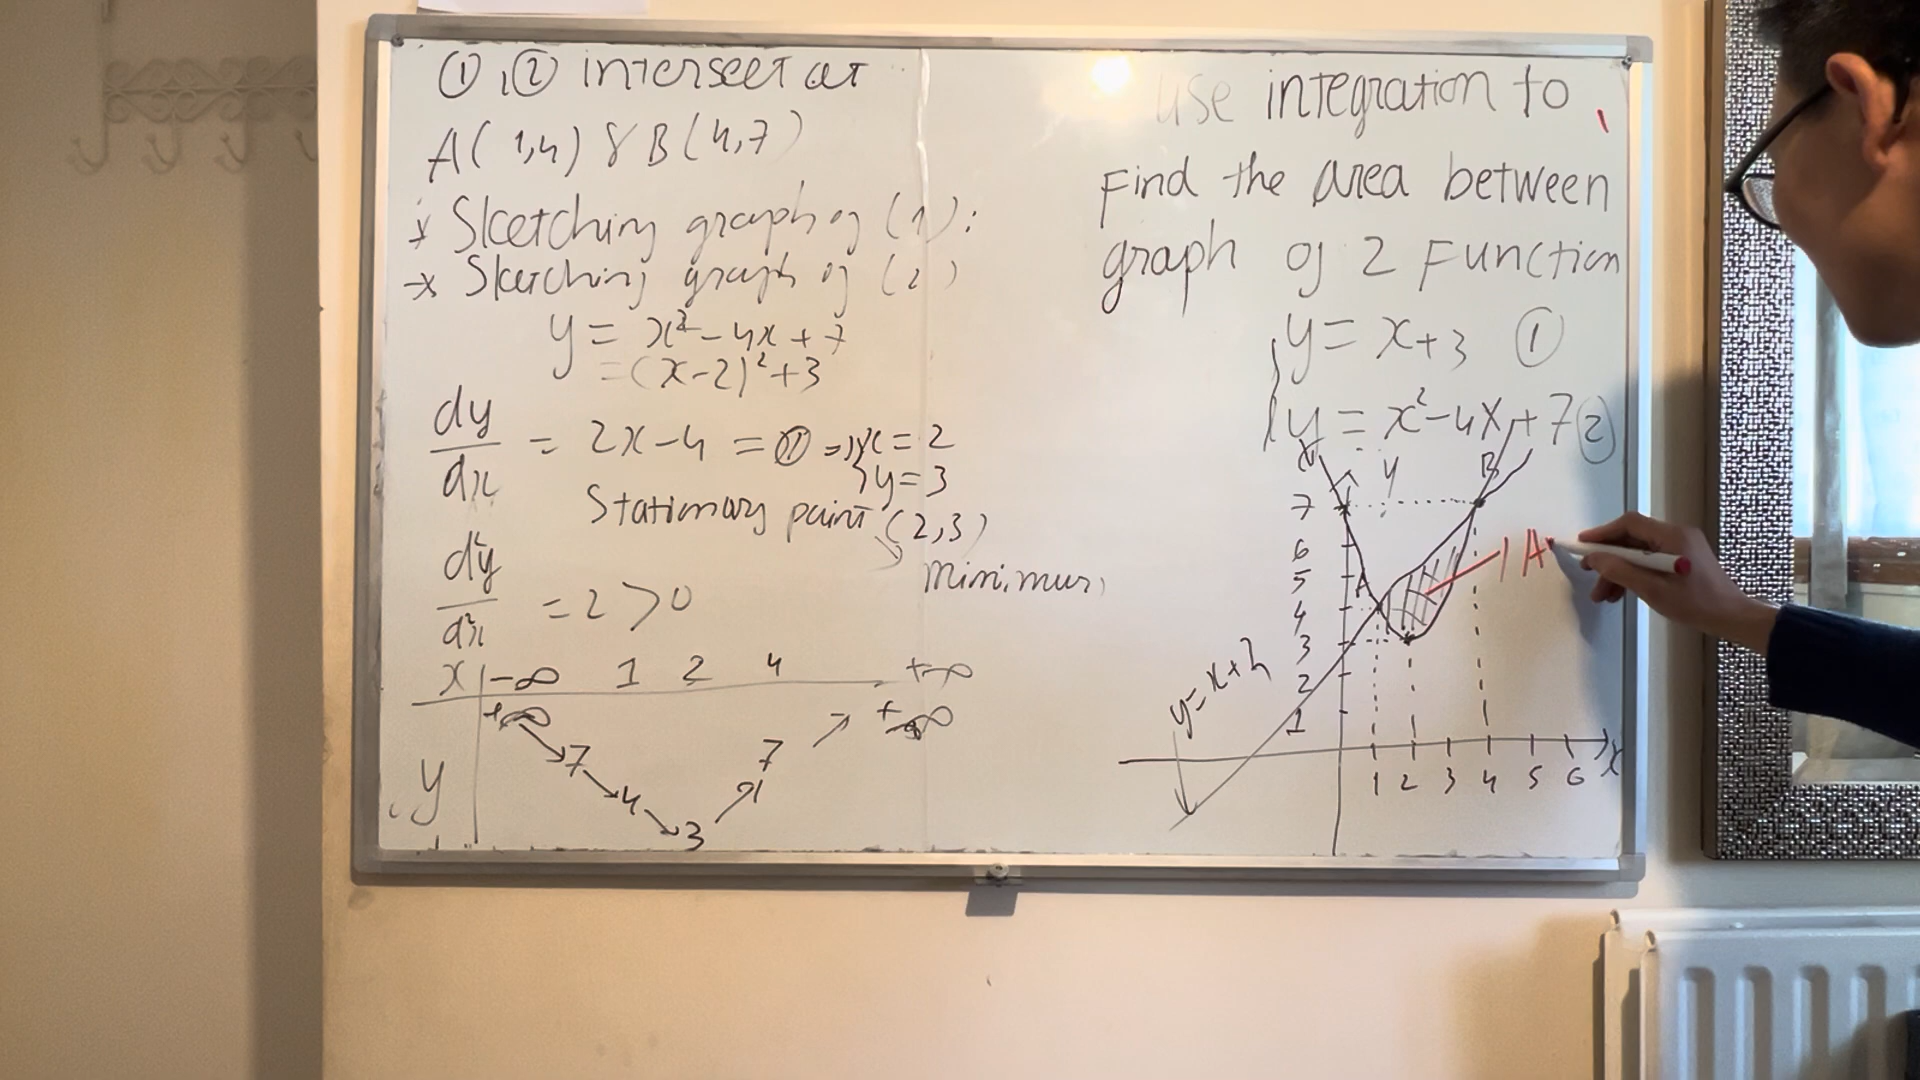 ①, ② intersect at
A( 1,4) & B(4,7)
* Sketching graph of (1):
* Sketching graph of (2)
y = x² - 4x + 7
= (x-2)² + 3
dy/dx = 2x-4 = 0 => x = 2
y = 3
Stationary point (2,3)
minimum
d²y/d²x = 2 > 0
x -∞ 1 2 4 +∞
y +∞ 7 4 3 7 +∞
use integration to
Find the area between
graph of 2 Function
y = x+3 ①
y = x² - 4x + 7 ②
y
B
7
6
5
A
4
3
2
1
1 2 3 4 5 6 x
y = x+3
A